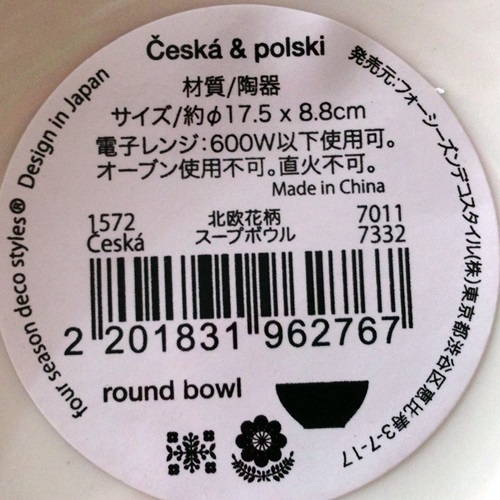 Česká & polski
材質/陶器
サイズ/約φ17.5 x 8.8cm
電子レンジ:600W以下使用可。
オーブン使用不可。直火不可。
Made in China
1572 北欧花柄 7011
Česká スープボウル 7332
2 201831 962767
round bowl
four season deco styles® Design in Japan
発売元:フォーシーズンデコスタイル(株)東京都渋谷区恵比寿3-7-17